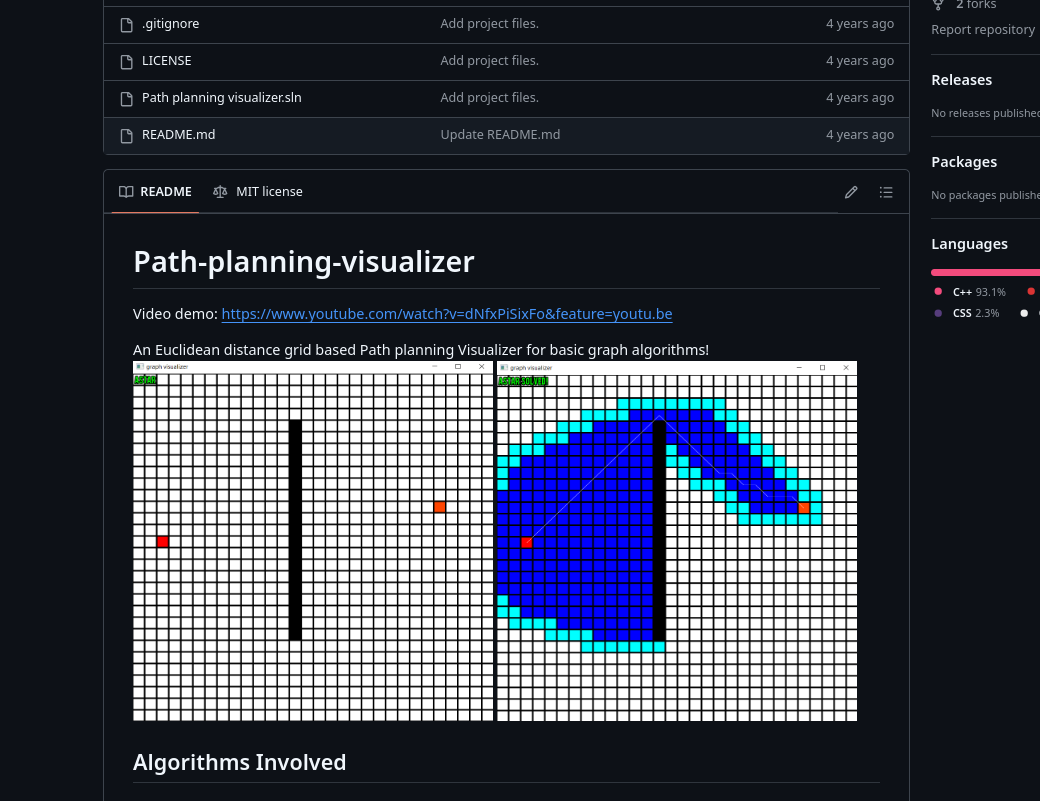 2 forks
.gitignore Add project files. 4 years ago
Report repository
LICENSE Add project files. 4 years ago
Releases
Path planning visualizer.sln Add project files. 4 years ago
No releases published
README.md Update README.md 4 years ago
Packages
README MIT license
No packages publishe
Languages
Path-planning-visualizer
C++ 93.1%
CSS 2.3%
Video demo: https://www.youtube.com/watch?v=dNfxPiSixFo&feature=youtu.be
An Euclidean distance grid based Path planning Visualizer for basic graph algorithms!
graph visualizer graph visualizer
ASTAR ASTAR SOLVED!
Algorithms Involved